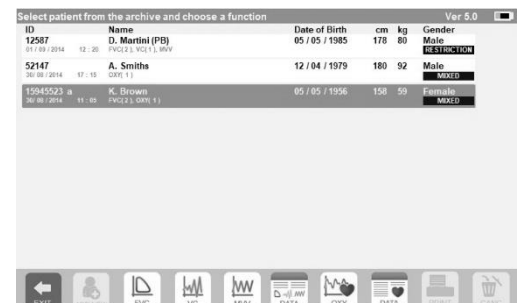 Select patient from the archive and choose a function Ver 5.0
ID Name Date of Birth cm kg Gender
12587 D. Martini (PB) 05 / 05 / 1985 178 80 Male
01 / 09 / 2014 12 : 20 FVC( 2 ), VC( 1 ), MVV RESTRICTION
52147 A. Smiths 12 / 04 / 1979 180 92 Male
30/ 08 / 2014 17 : 15 OXY( 1 ) MIXED
15945523 a K. Brown 05 / 05 / 1956 158 59 Female
30/ 08 / 2014 11 : 05 FVC( 2 ), OXY( 1 ) MIXED
EXIT FVC VC MVV DATA OXY DATA